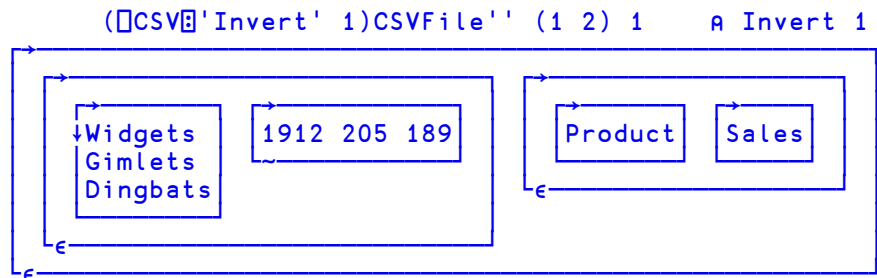 (⎕CSV⍠'Invert' 1)CSVFile'' (1 2) 1 ⍝ Invert 1
┌→────────────────────────────────────────────────────┐
│ ┌→──────────────────────────┐ ┌→──────────────────┐ │
│ │ ┌→───────┐ ┌→───────────┐ │ │ ┌→──────┐ ┌→────┐ │ │
│ │ ↓Widgets │ │1912 205 189│ │ │ │Product│ │Sales│ │ │
│ │ │Gimlets │ └~───────────┘ │ │ └───────┘ └─────┘ │ │
│ │ │Dingbats│                │ └∊──────────────────┘ │
│ │ └────────┘                │                       │
│ └∊──────────────────────────┘                       │
└∊────────────────────────────────────────────────────┘